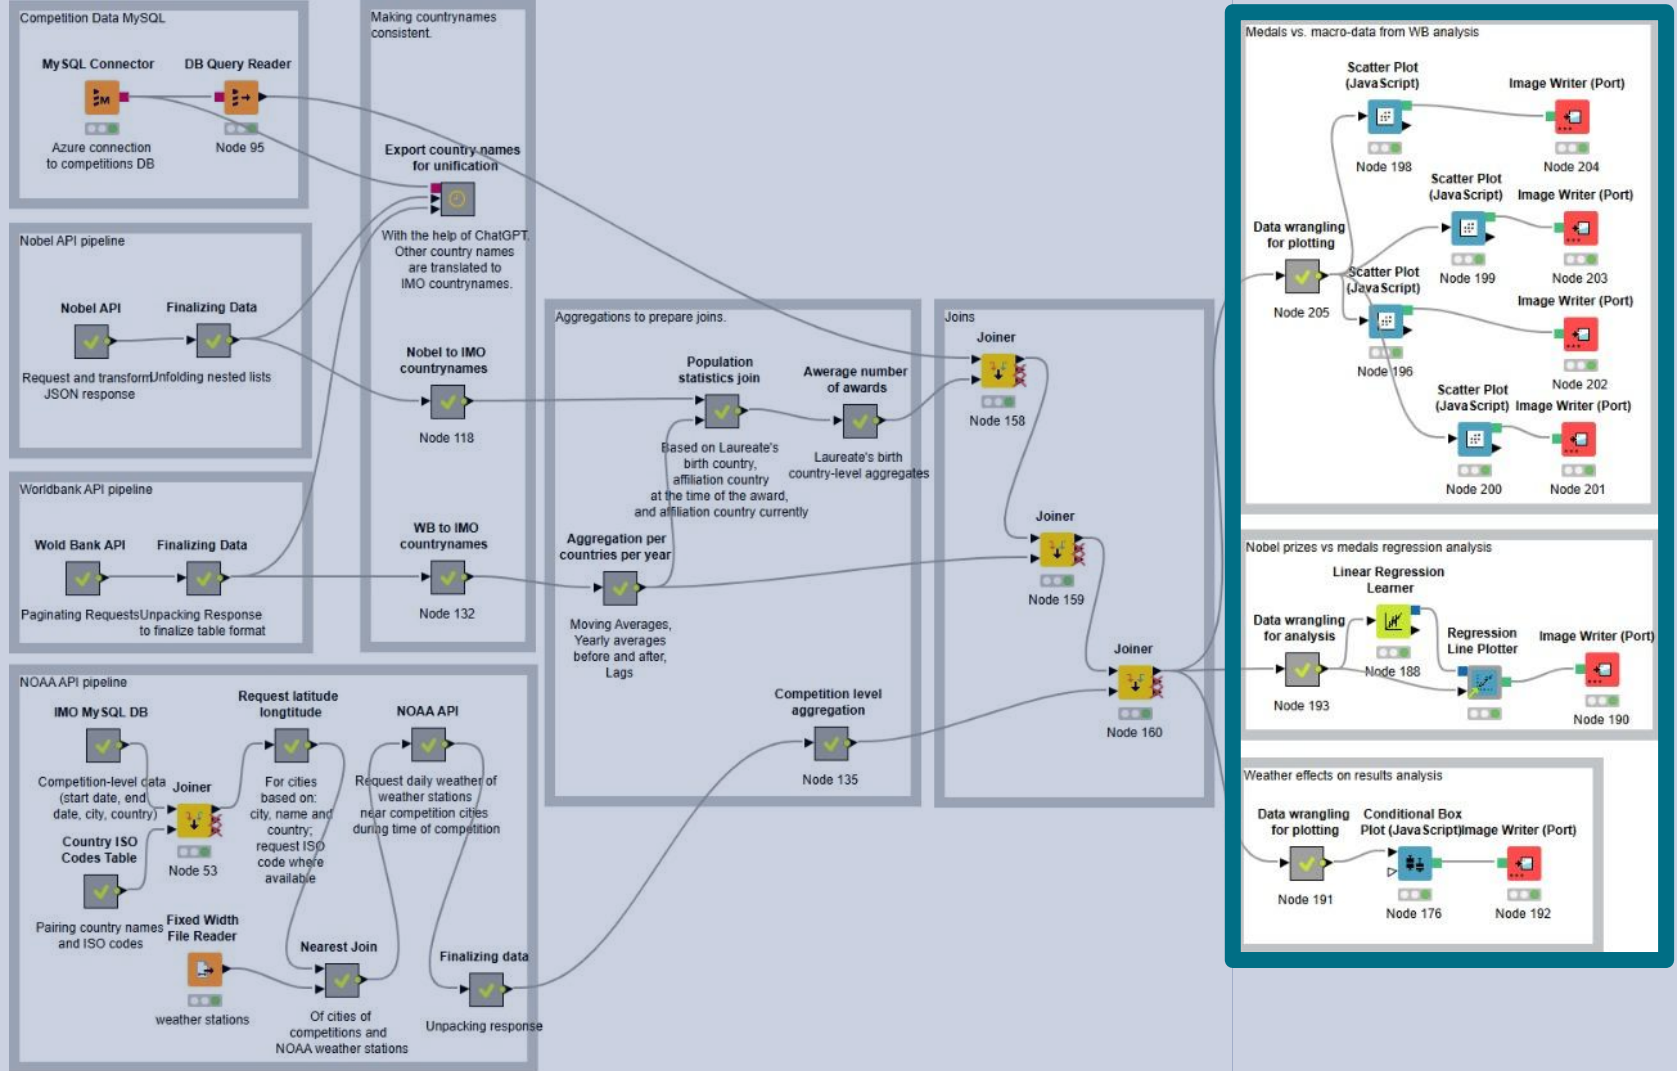 Competition Data MySQL
MySQL Connector
DB Query Reader
Azure connection
to competitions DB
Node 95
Making countrynames
consistent.
Export country names
for unification
With the help of ChatGPT.
Other country names
are translated to
IMO countrynames.
Nobel to IMO
countrynames
Node 118
WB to IMO
countrynames
Node 132
Nobel API pipeline
Nobel API
Finalizing Data
Request and transform
JSON response
Unfolding nested lists
Worldbank API pipeline
Wold Bank API
Finalizing Data
Paginating Requests
Unpacking Response
to finalize table format
NOAA API pipeline
IMO MySQL DB
Competition-level data
(start date, end
date, city, country)
Country ISO
Codes Table
Pairing country names
and ISO codes
Joiner
Node 53
Request latitude
longtitude
For cities
based on:
city, name and
country;
request ISO
code where
available
NOAA API
Request daily weather of
weather stations
near competition cities
during time of competition
Fixed Width
File Reader
weather stations
Nearest Join
Of cities of
competitions and
NOAA weather stations
Finalizing data
Unpacking response
Aggregations to prepare joins.
Population
statistics join
Based on Laureate's
birth country,
affiliation country
at the time of the award,
and affiliation country currently
Awerage number
of awards
Laureate's birth
country-level aggregates
Aggregation per
countries per year
Moving Averages,
Yearly averages
before and after,
Lags
Competition level
aggregation
Node 135
Joins
Joiner
Node 158
Joiner
Node 159
Joiner
Node 160
Medals vs. macro-data from WB analysis
Data wrangling
for plotting
Node 205
Scatter Plot
(JavaScript)
Node 198
Image Writer (Port)
Node 204
Scatter Plot
(JavaScript)
Node 199
Image Writer (Port)
Node 203
Scatter Plot
(JavaScript)
Node 196
Image Writer (Port)
Node 202
Scatter Plot
(JavaScript)
Node 200
Image Writer (Port)
Node 201
Nobel prizes vs medals regression analysis
Data wrangling
for analysis
Node 193
Linear Regression
Learner
Node 188
Regression
Line Plotter
Image Writer (Port)
Node 190
Weather effects on results analysis
Data wrangling
for plotting
Node 191
Conditional Box
Plot (JavaScript)
Node 176
Image Writer (Port)
Node 192